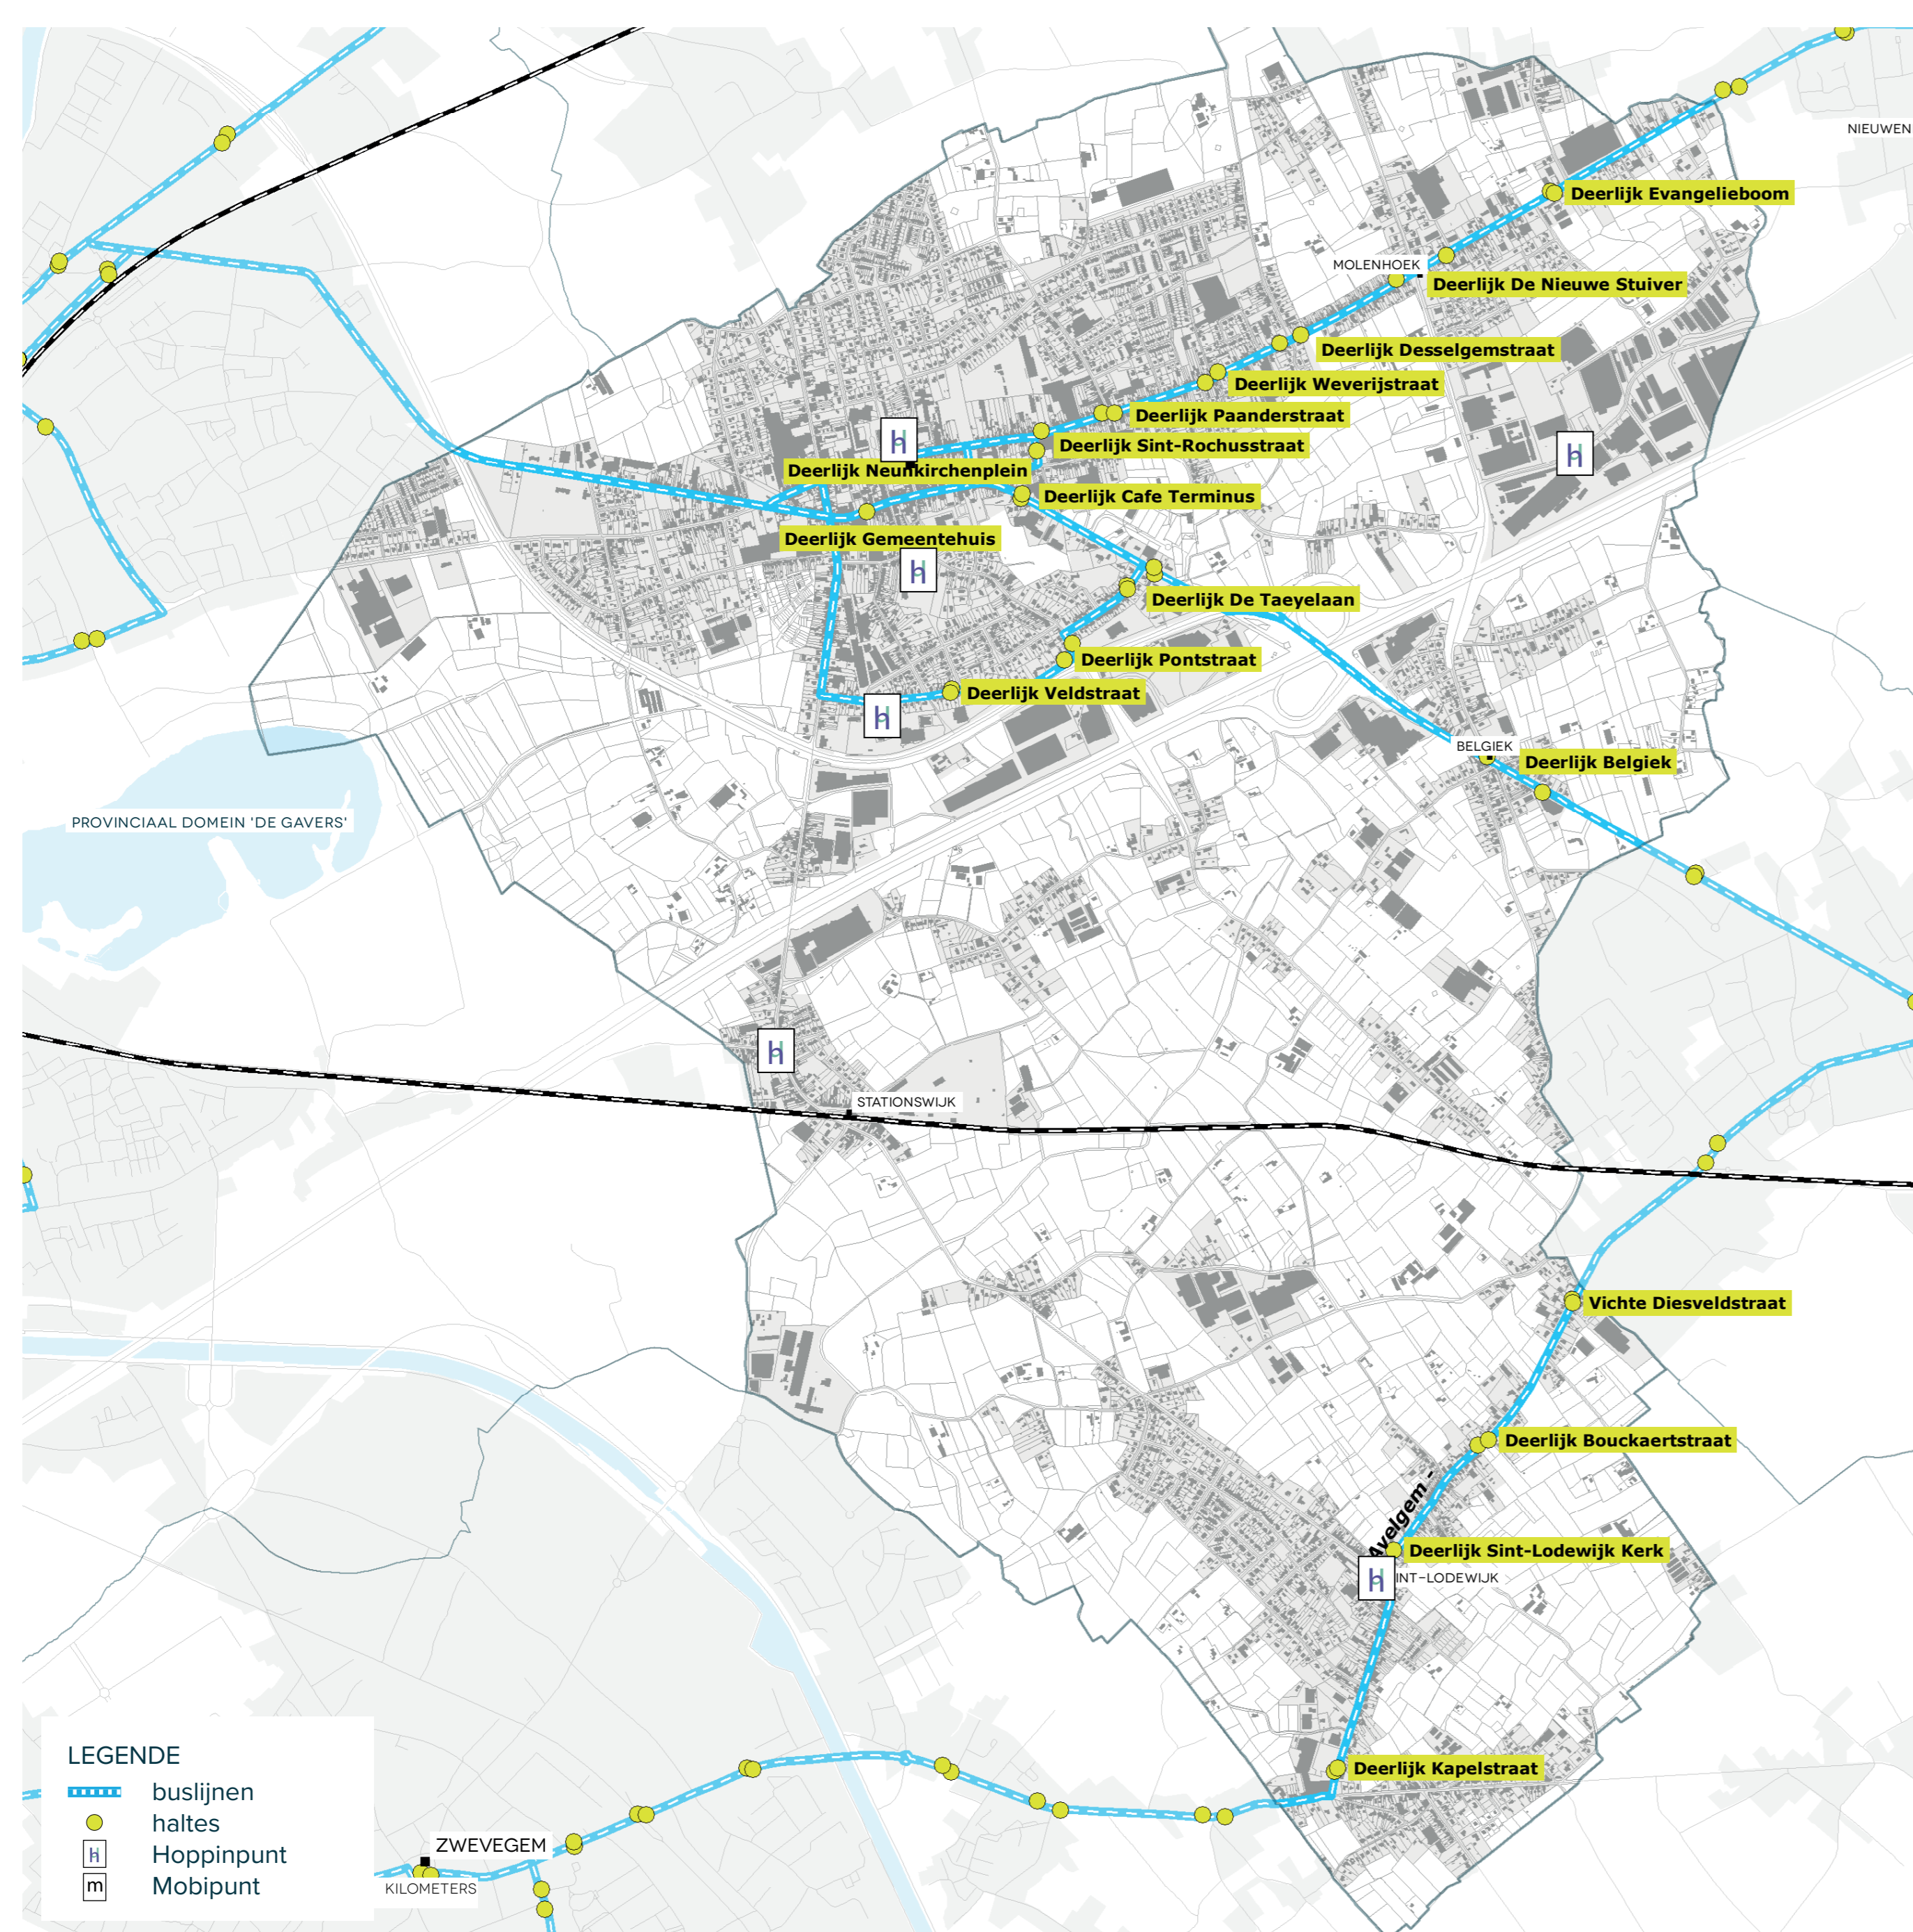 NIEUWEN
Deerlijk Evangelieboom
MOLENHOEK
Deerlijk De Nieuwe Stuiver
Deerlijk Desselgemstraat
Deerlijk Weverijstraat
Deerlijk Paanderstraat
h
Deerlijk Sint-Rochusstraat
h
Deerlijk Neunkirchenplein
Deerlijk Cafe Terminus
Deerlijk Gemeentehuis
h
Deerlijk De Taeyelaan
Deerlijk Pontstraat
Deerlijk Veldstraat
h
BELGIEK
Deerlijk Belgiek
PROVINCIAAL DOMEIN 'DE GAVERS'
h
STATIONSWIJK
Vichte Diesveldstraat
Deerlijk Bouckaertstraat
Avelgem -
Deerlijk Sint-Lodewijk Kerk
h
INT-LODEWIJK
Deerlijk Kapelstraat
LEGENDE
buslijnen
haltes
h Hoppinpunt
m Mobipunt
ZWEVEGEM
KILOMETERS